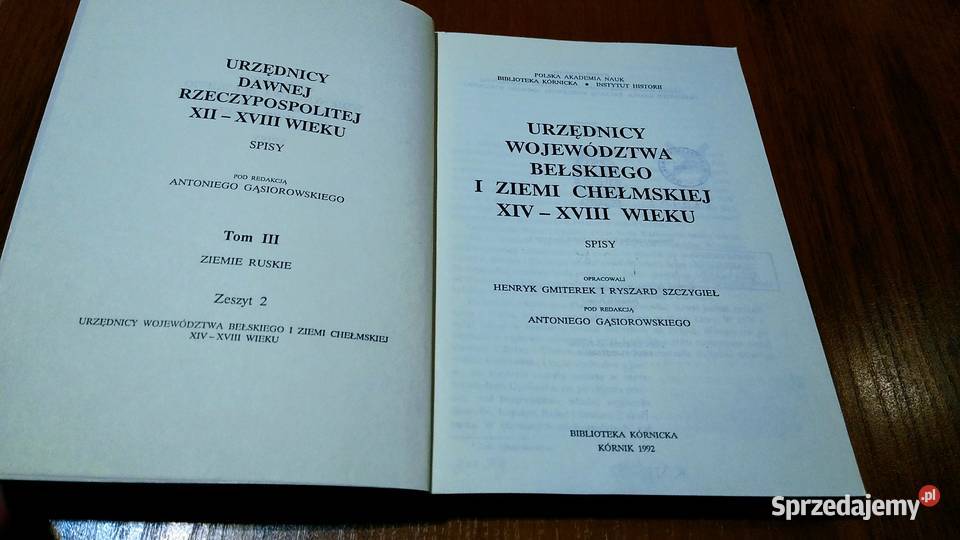 URZĘDNICY
DAWNEJ
RZECZYPOSPOLITEJ
XII – XVIII WIEKU
SPISY
POD REDAKCJĄ
ANTONIEGO GĄSIOROWSKIEGO
Tom III
ZIEMIE RUSKIE
Zeszyt 2
URZĘDNICY WOJEWÓDZTWA BEŁSKIEGO I ZIEMI CHEŁMSKIEJ
XIV – XVIII WIEKU
POLSKA AKADEMIA NAUK
BIBLIOTEKA KÓRNICKA • INSTYTUT HISTORII
URZĘDNICY
WOJEWÓDZTWA
BEŁSKIEGO
I ZIEMI CHEŁMSKIEJ
XIV – XVIII WIEKU
SPISY
OPRACOWALI
HENRYK GMITEREK I RYSZARD SZCZYGIEŁ
POD REDAKCJĄ
ANTONIEGO GĄSIOROWSKIEGO
BIBLIOTEKA KÓRNICKA
KÓRNIK 1992
Sprzedajemy.pl